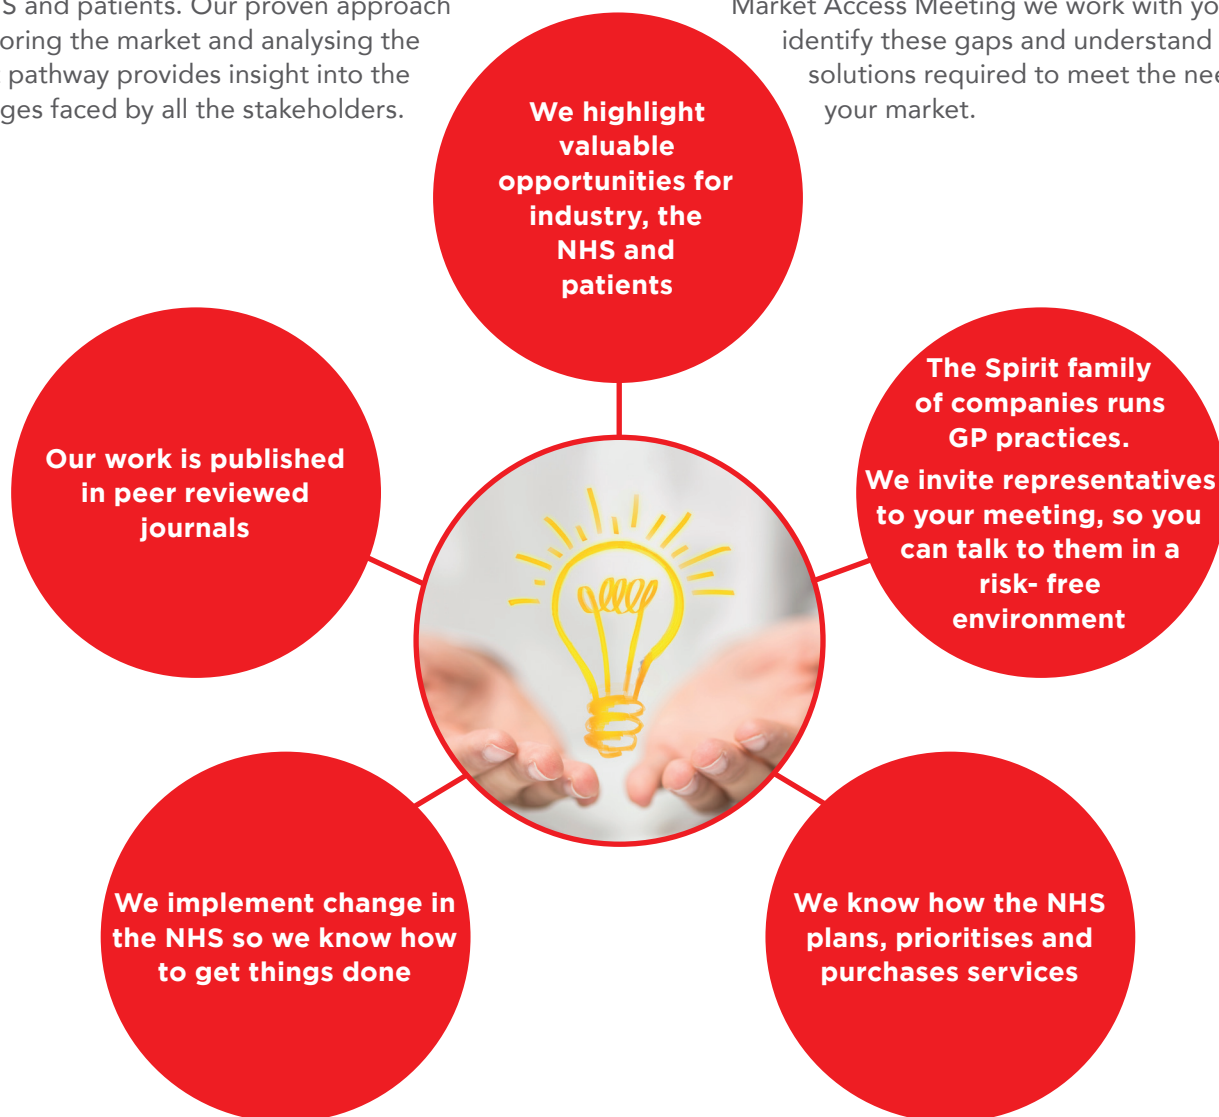 S and patients. Our proven approach
oring the market and analysing the
pathway provides insight into the
ges faced by all the stakeholders.
Market Access Meeting we work with yo
identify these gaps and understand
solutions required to meet the nee
your market.
We highlight
valuable
opportunities for
industry, the
NHS and
patients
Our work is published
in peer reviewed
journals
The Spirit family
of companies runs
GP practices.
We invite representatives
to your meeting, so you
can talk to them in a
risk- free
environment
We implement change in
the NHS so we know how
to get things done
We know how the NHS
plans, prioritises and
purchases services